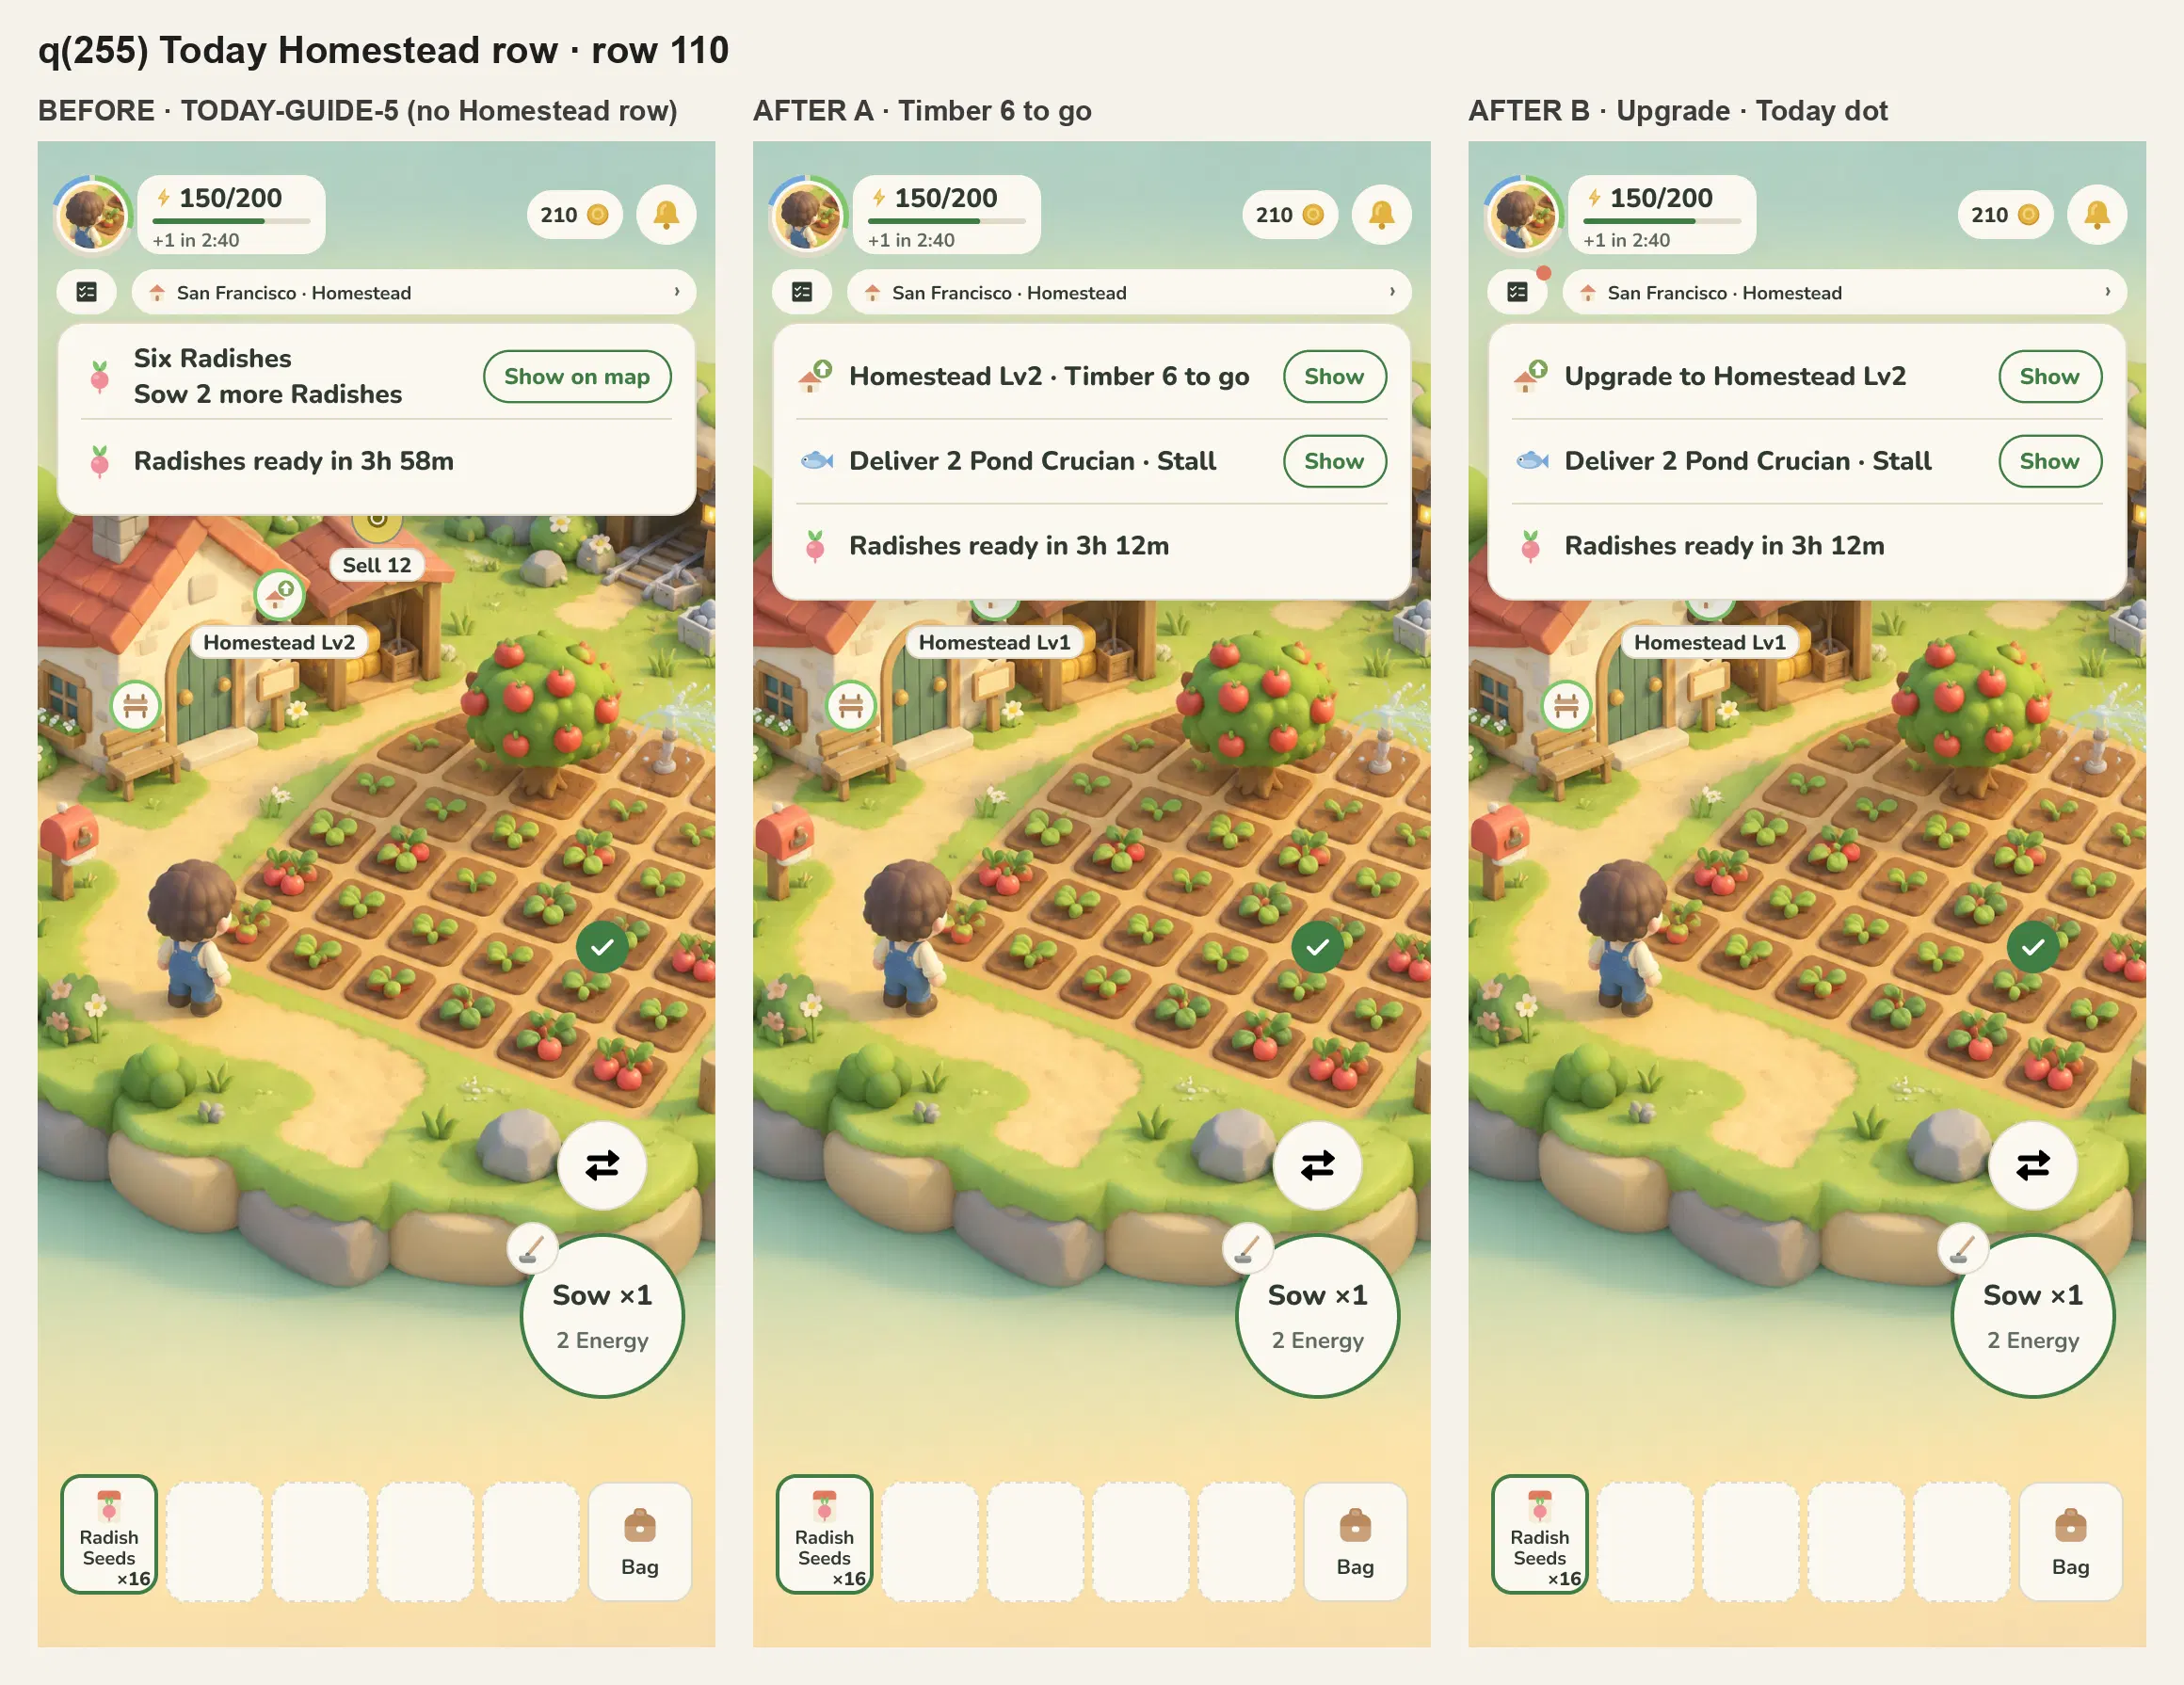 q(255) Today Homestead row · row 110
BEFORE · TODAY-GUIDE-5 (no Homestead row)
150/200
+1 in 2:40
210
San Francisco · Homestead
Six Radishes
Sow 2 more Radishes
Show on map
Radishes ready in 3h 58m
Sell 12
Homestead Lv2
Sow ×1
2 Energy
Radish
Seeds
×16
Bag
AFTER A · Timber 6 to go
150/200
+1 in 2:40
210
San Francisco · Homestead
Homestead Lv2 · Timber 6 to go
Show
Deliver 2 Pond Crucian · Stall
Show
Radishes ready in 3h 12m
Homestead Lv1
Sow ×1
2 Energy
Radish
Seeds
×16
Bag
AFTER B · Upgrade · Today dot
150/200
+1 in 2:40
210
San Francisco · Homestead
Upgrade to Homestead Lv2
Show
Deliver 2 Pond Crucian · Stall
Show
Radishes ready in 3h 12m
Homestead Lv1
Sow ×1
2 Energy
Radish
Seeds
×16
Bag